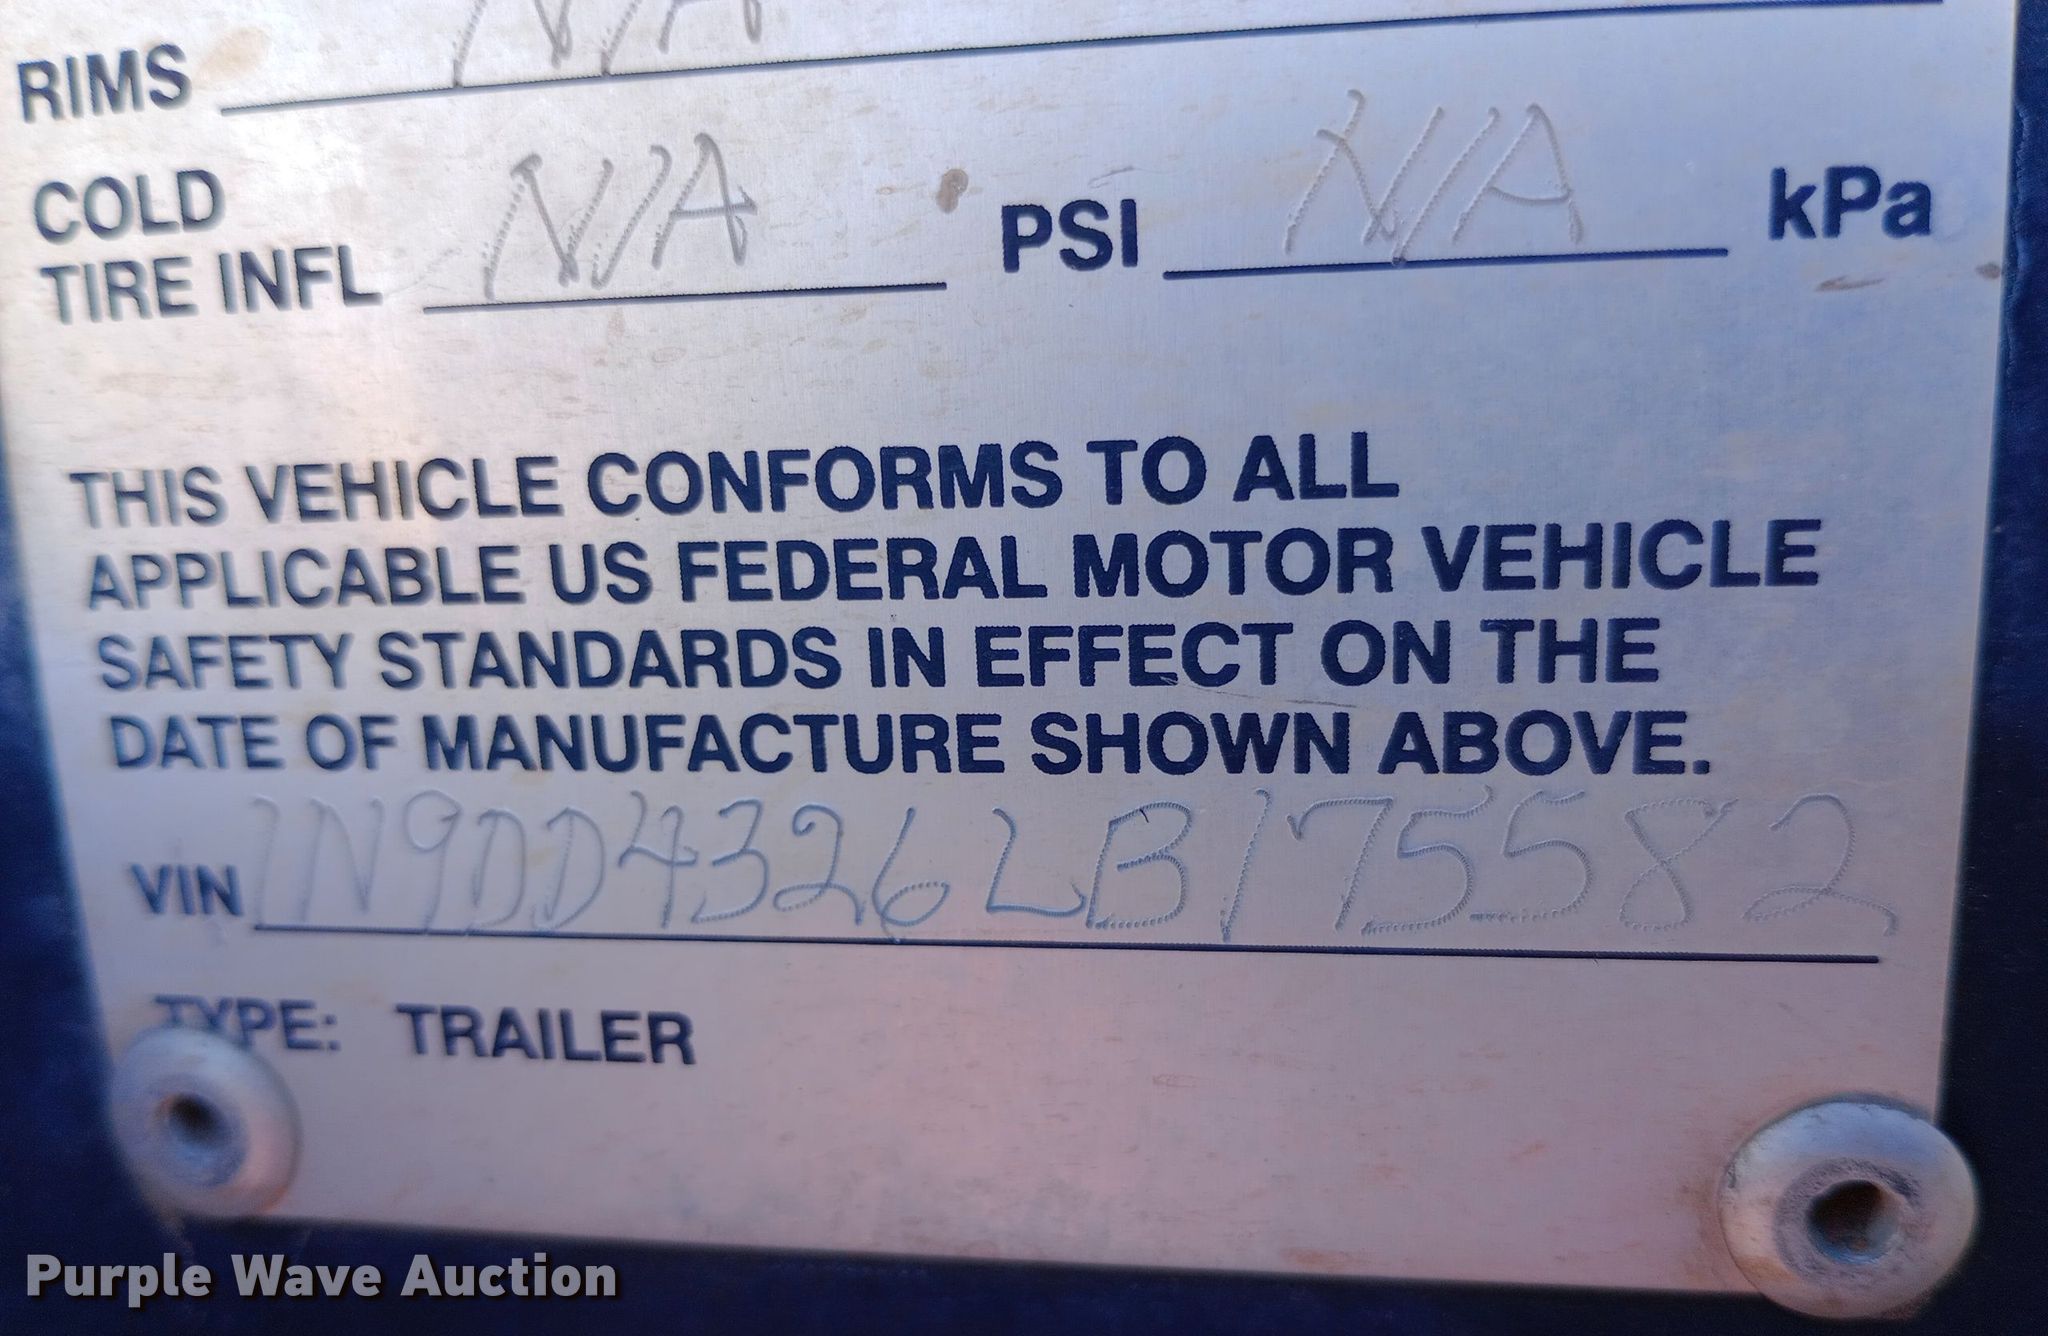 RIMS N/A
COLD
TIRE INFL N/A PSI N/A kPa
THIS VEHICLE CONFORMS TO ALL
APPLICABLE US FEDERAL MOTOR VEHICLE
SAFETY STANDARDS IN EFFECT ON THE
DATE OF MANUFACTURE SHOWN ABOVE.
VIN 1N9DD4326LB175582
TYPE: TRAILER
Purple Wave Auction